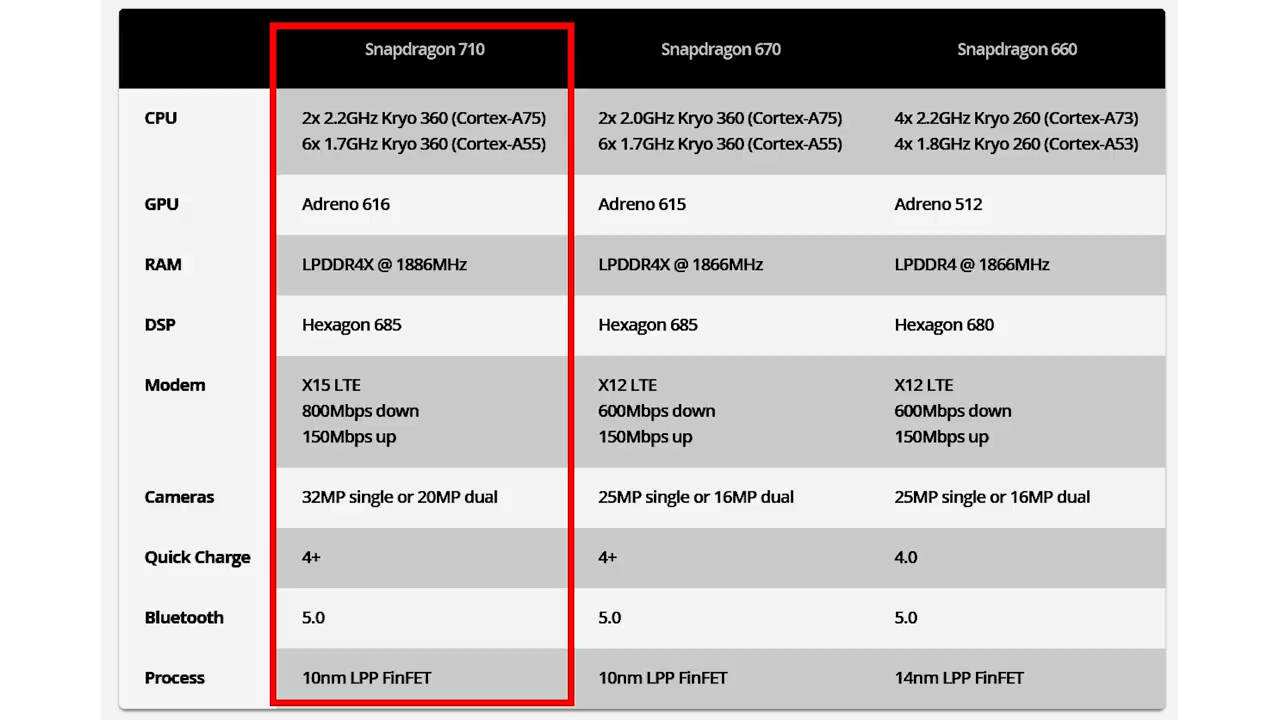 Snapdragon 710 Snapdragon 670 Snapdragon 660
CPU 2x 2.2GHz Kryo 360 (Cortex-A75) 2x 2.0GHz Kryo 360 (Cortex-A75) 4x 2.2GHz Kryo 260 (Cortex-A73)
6x 1.7GHz Kryo 360 (Cortex-A55) 6x 1.7GHz Kryo 360 (Cortex-A55) 4x 1.8GHz Kryo 260 (Cortex-A53)
GPU Adreno 616 Adreno 615 Adreno 512
RAM LPDDR4X @ 1886MHz LPDDR4X @ 1866MHz LPDDR4 @ 1866MHz
DSP Hexagon 685 Hexagon 685 Hexagon 680
Modem X15 LTE X12 LTE X12 LTE
800Mbps down 600Mbps down 600Mbps down
150Mbps up 150Mbps up 150Mbps up
Cameras 32MP single or 20MP dual 25MP single or 16MP dual 25MP single or 16MP dual
Quick Charge 4+ 4+ 4.0
Bluetooth 5.0 5.0 5.0
Process 10nm LPP FinFET 10nm LPP FinFET 14nm LPP FinFET